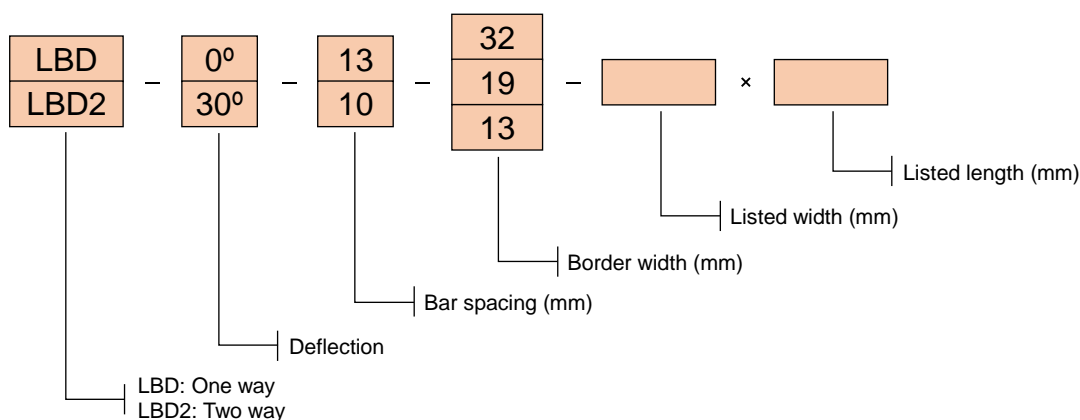 LBD
LBD2
–
0º
30º
–
13
10
–
32
19
13
–
×
Listed length (mm)
Listed width (mm)
Border width (mm)
Bar spacing (mm)
Deflection
LBD: One way
LBD2: Two way